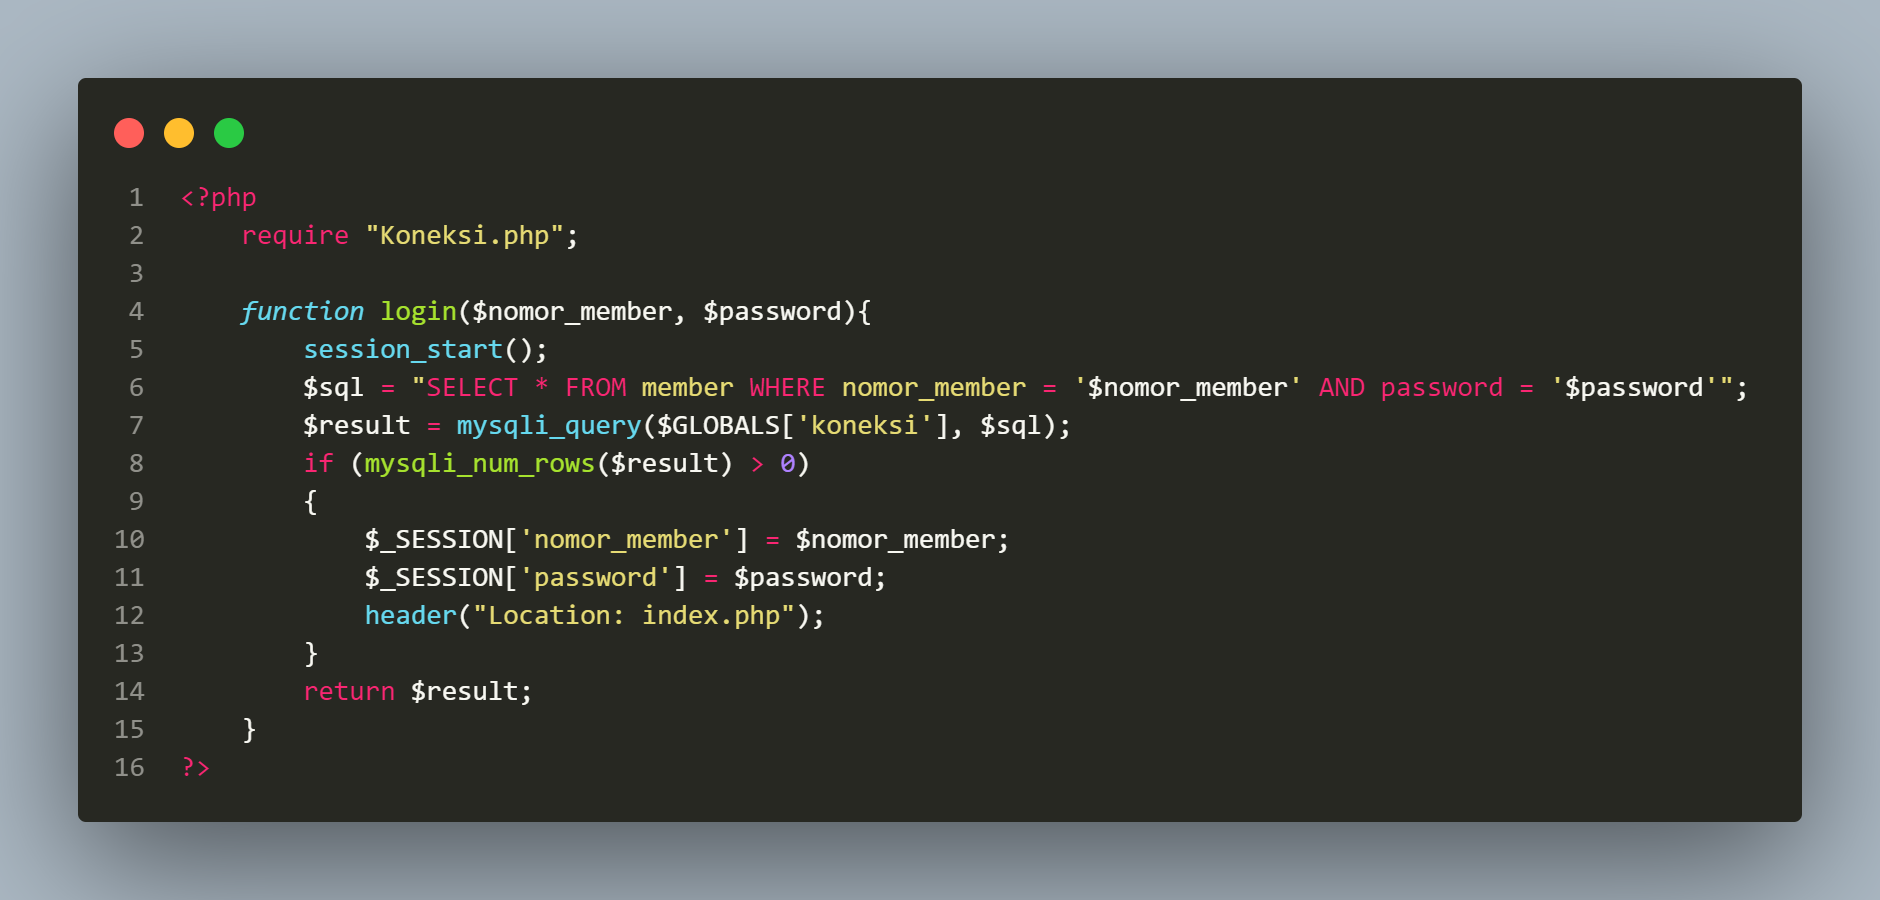 1 <?php
2     require "Koneksi.php";
3
4     function login($nomor_member, $password){
5         session_start();
6         $sql = "SELECT * FROM member WHERE nomor_member = '$nomor_member' AND password = '$password'";
7         $result = mysqli_query($GLOBALS['koneksi'], $sql);
8         if (mysqli_num_rows($result) > 0)
9         {
10             $_SESSION['nomor_member'] = $nomor_member;
11             $_SESSION['password'] = $password;
12             header("Location: index.php");
13         }
14         return $result;
15     }
16 ?>